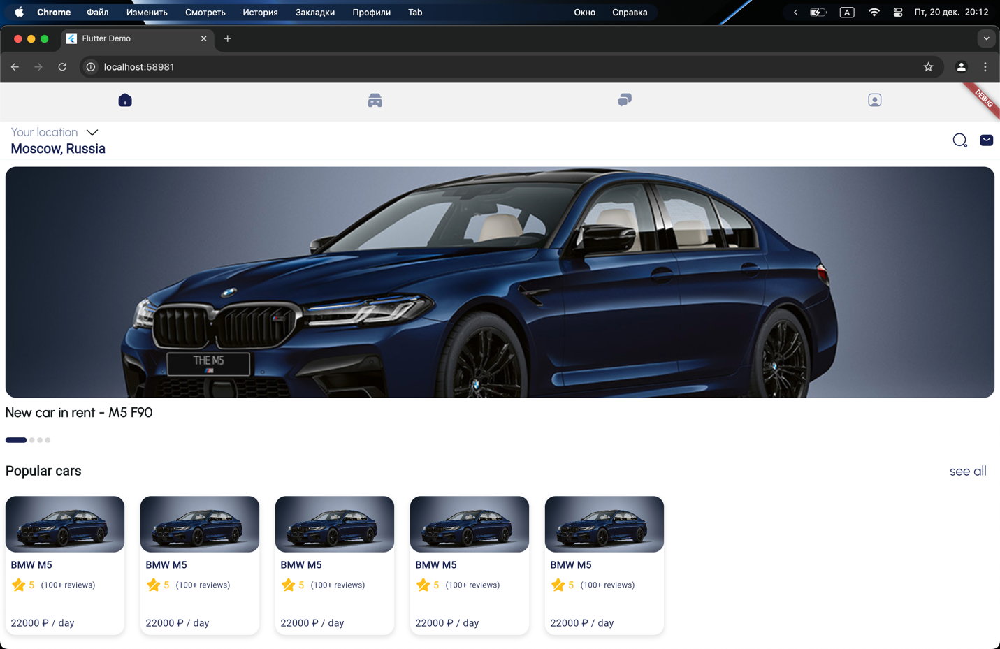 Chrome Файл Изменить Смотреть История Закладки Профили Tab Окно Справка A Пт, 20 дек. 20:12
Flutter Demo
localhost:58981
DEBUG
Your location
Moscow, Russia
THE M5
New car in rent - M5 F90
Popular cars see all
BMW M5 BMW M5 BMW M5 BMW M5 BMW M5
5 (100+ reviews) 5 (100+ reviews) 5 (100+ reviews) 5 (100+ reviews) 5 (100+ reviews)
22000 ₽ / day 22000 ₽ / day 22000 ₽ / day 22000 ₽ / day 22000 ₽ / day